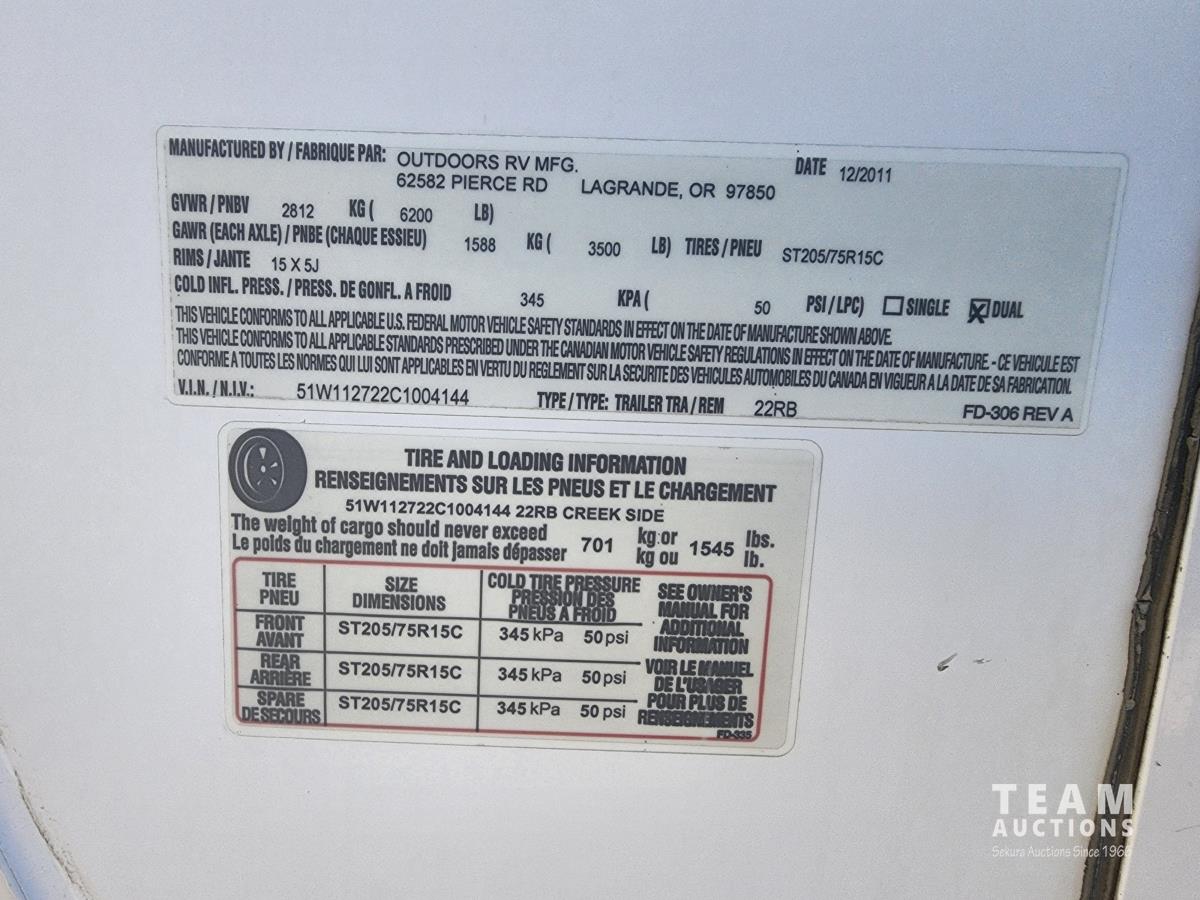 MANUFACTURED BY / FABRIQUE PAR: OUTDOORS RV MFG. DATE 12/2011
62582 PIERCE RD LAGRANDE, OR 97850
GVWR / PNBV 2812 KG ( 6200 LB)
GAWR (EACH AXLE) / PNBE (CHAQUE ESSIEU) 1588 KG ( 3500 LB) TIRES / PNEU ST205/75R15C
RIMS / JANTE 15 X 5J
COLD INFL. PRESS. / PRESS. DE GONFL. A FROID 345 KPA ( 50 PSI / LPC) SINGLE DUAL
THIS VEHICLE CONFORMS TO ALL APPLICABLE U.S. FEDERAL MOTOR VEHICLE SAFETY STANDARDS IN EFFECT ON THE DATE OF MANUFACTURE SHOWN ABOVE.
THIS VEHICLE CONFORMS TO ALL APPLICABLE STANDARDS PRESCRIBED UNDER THE CANADIAN MOTOR VEHICLE SAFETY REGULATIONS IN EFFECT ON THE DATE OF MANUFACTURE - CE VEHICULE EST
CONFORME A TOUTES LES NORMES QUI LUI SONT APPLICABLES EN VERTU DU REGLEMENT SUR LA SECURITE DES VEHICULES AUTOMOBILES DU CANADA EN VIGUEUR A LA DATE DE SA FABRICATION.
V.I.N. / N.I.V.: 51W112722C1004144 TYPE / TYPE: TRAILER TRA / REM 22RB FD-306 REV A
TIRE AND LOADING INFORMATION
RENSEIGNEMENTS SUR LES PNEUS ET LE CHARGEMENT
51W112722C1004144 22RB CREEK SIDE
The weight of cargo should never exceed
Le poids du chargement ne doit jamais dépasser
701 kg or 1545 lbs.
kg ou lb.
TIRE SIZE COLD TIRE PRESSURE
PNEU DIMENSIONS PRESSION DES
PNEUS A FROID
FRONT ST205/75R15C 345 kPa 50 psi
AVANT
REAR ST205/75R15C 345 kPa 50 psi
ARRIÈRE
SPARE ST205/75R15C 345 kPa 50 psi
DE SECOURS
SEE OWNER'S
MANUAL FOR
ADDITIONAL
INFORMATION
VOIR LE MANUEL
DE L'USAGER
POUR PLUS DE
RENSEIGNEMENTS
FD-335
TEAM
AUCTIONS
Sekura Auctions Since 1966